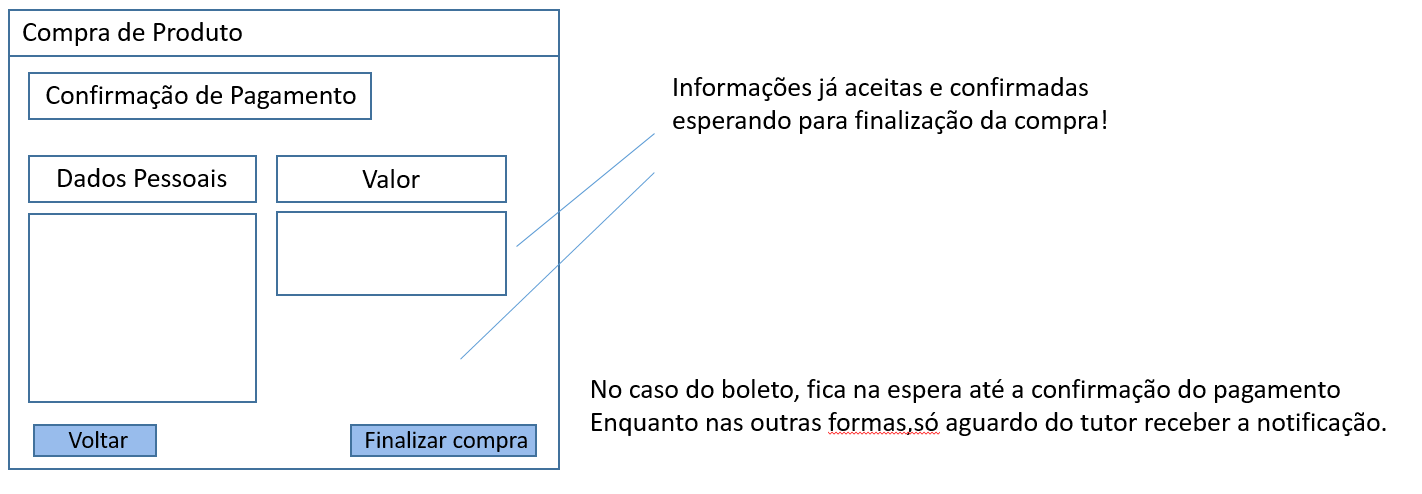 Compra de Produto
Confirmação de Pagamento
Informações já aceitas e confirmadas
esperando para finalização da compra!
Dados Pessoais
Valor
No caso do boleto, fica na espera até a confirmação do pagamento
Enquanto nas outras formas,só aguardo do tutor receber a notificação.
Voltar
Finalizar compra